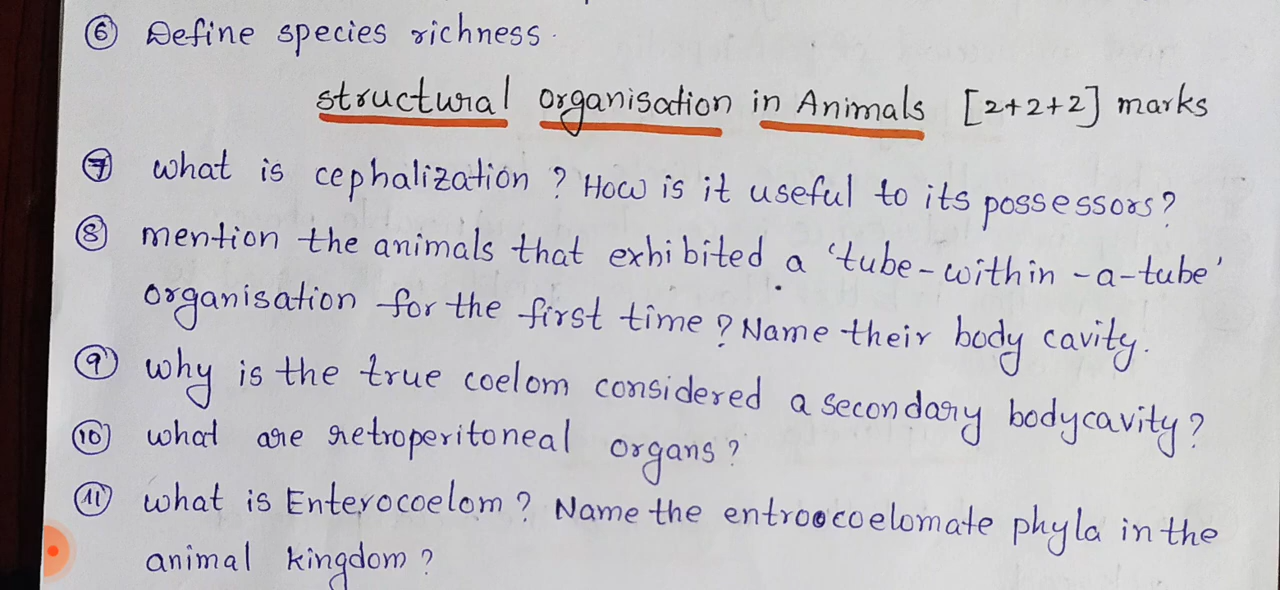 ⑥ Define species richness.
structural organisation in Animals [2+2+2] marks
⑦ what is cephalization? How is it useful to its possessors?
⑧ mention the animals that exhibited a 'tube-within-a-tube'
organisation for the first time? Name their body cavity.
⑨ why is the true coelom considered a secondary bodycavity?
⑩ what are retroperitoneal organs?
⑪ what is Enterocoelom? Name the entroocoelomate phyla in the
animal kingdom?